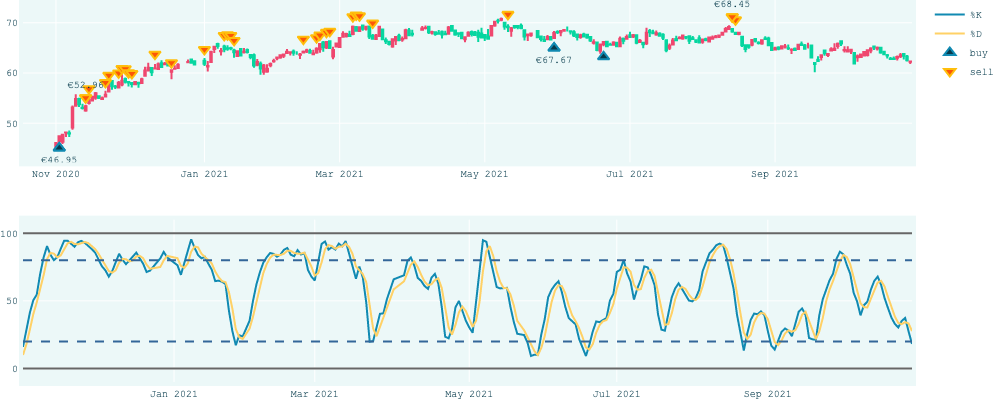 €68.45
70
%K
%D
€67.67
buy
60
sell
€52.96
50
€46.95
Nov 2020 Jan 2021 Mar 2021 May 2021 Jul 2021 Sep 2021
100
50
0
Jan 2021 Mar 2021 May 2021 Jul 2021 Sep 2021